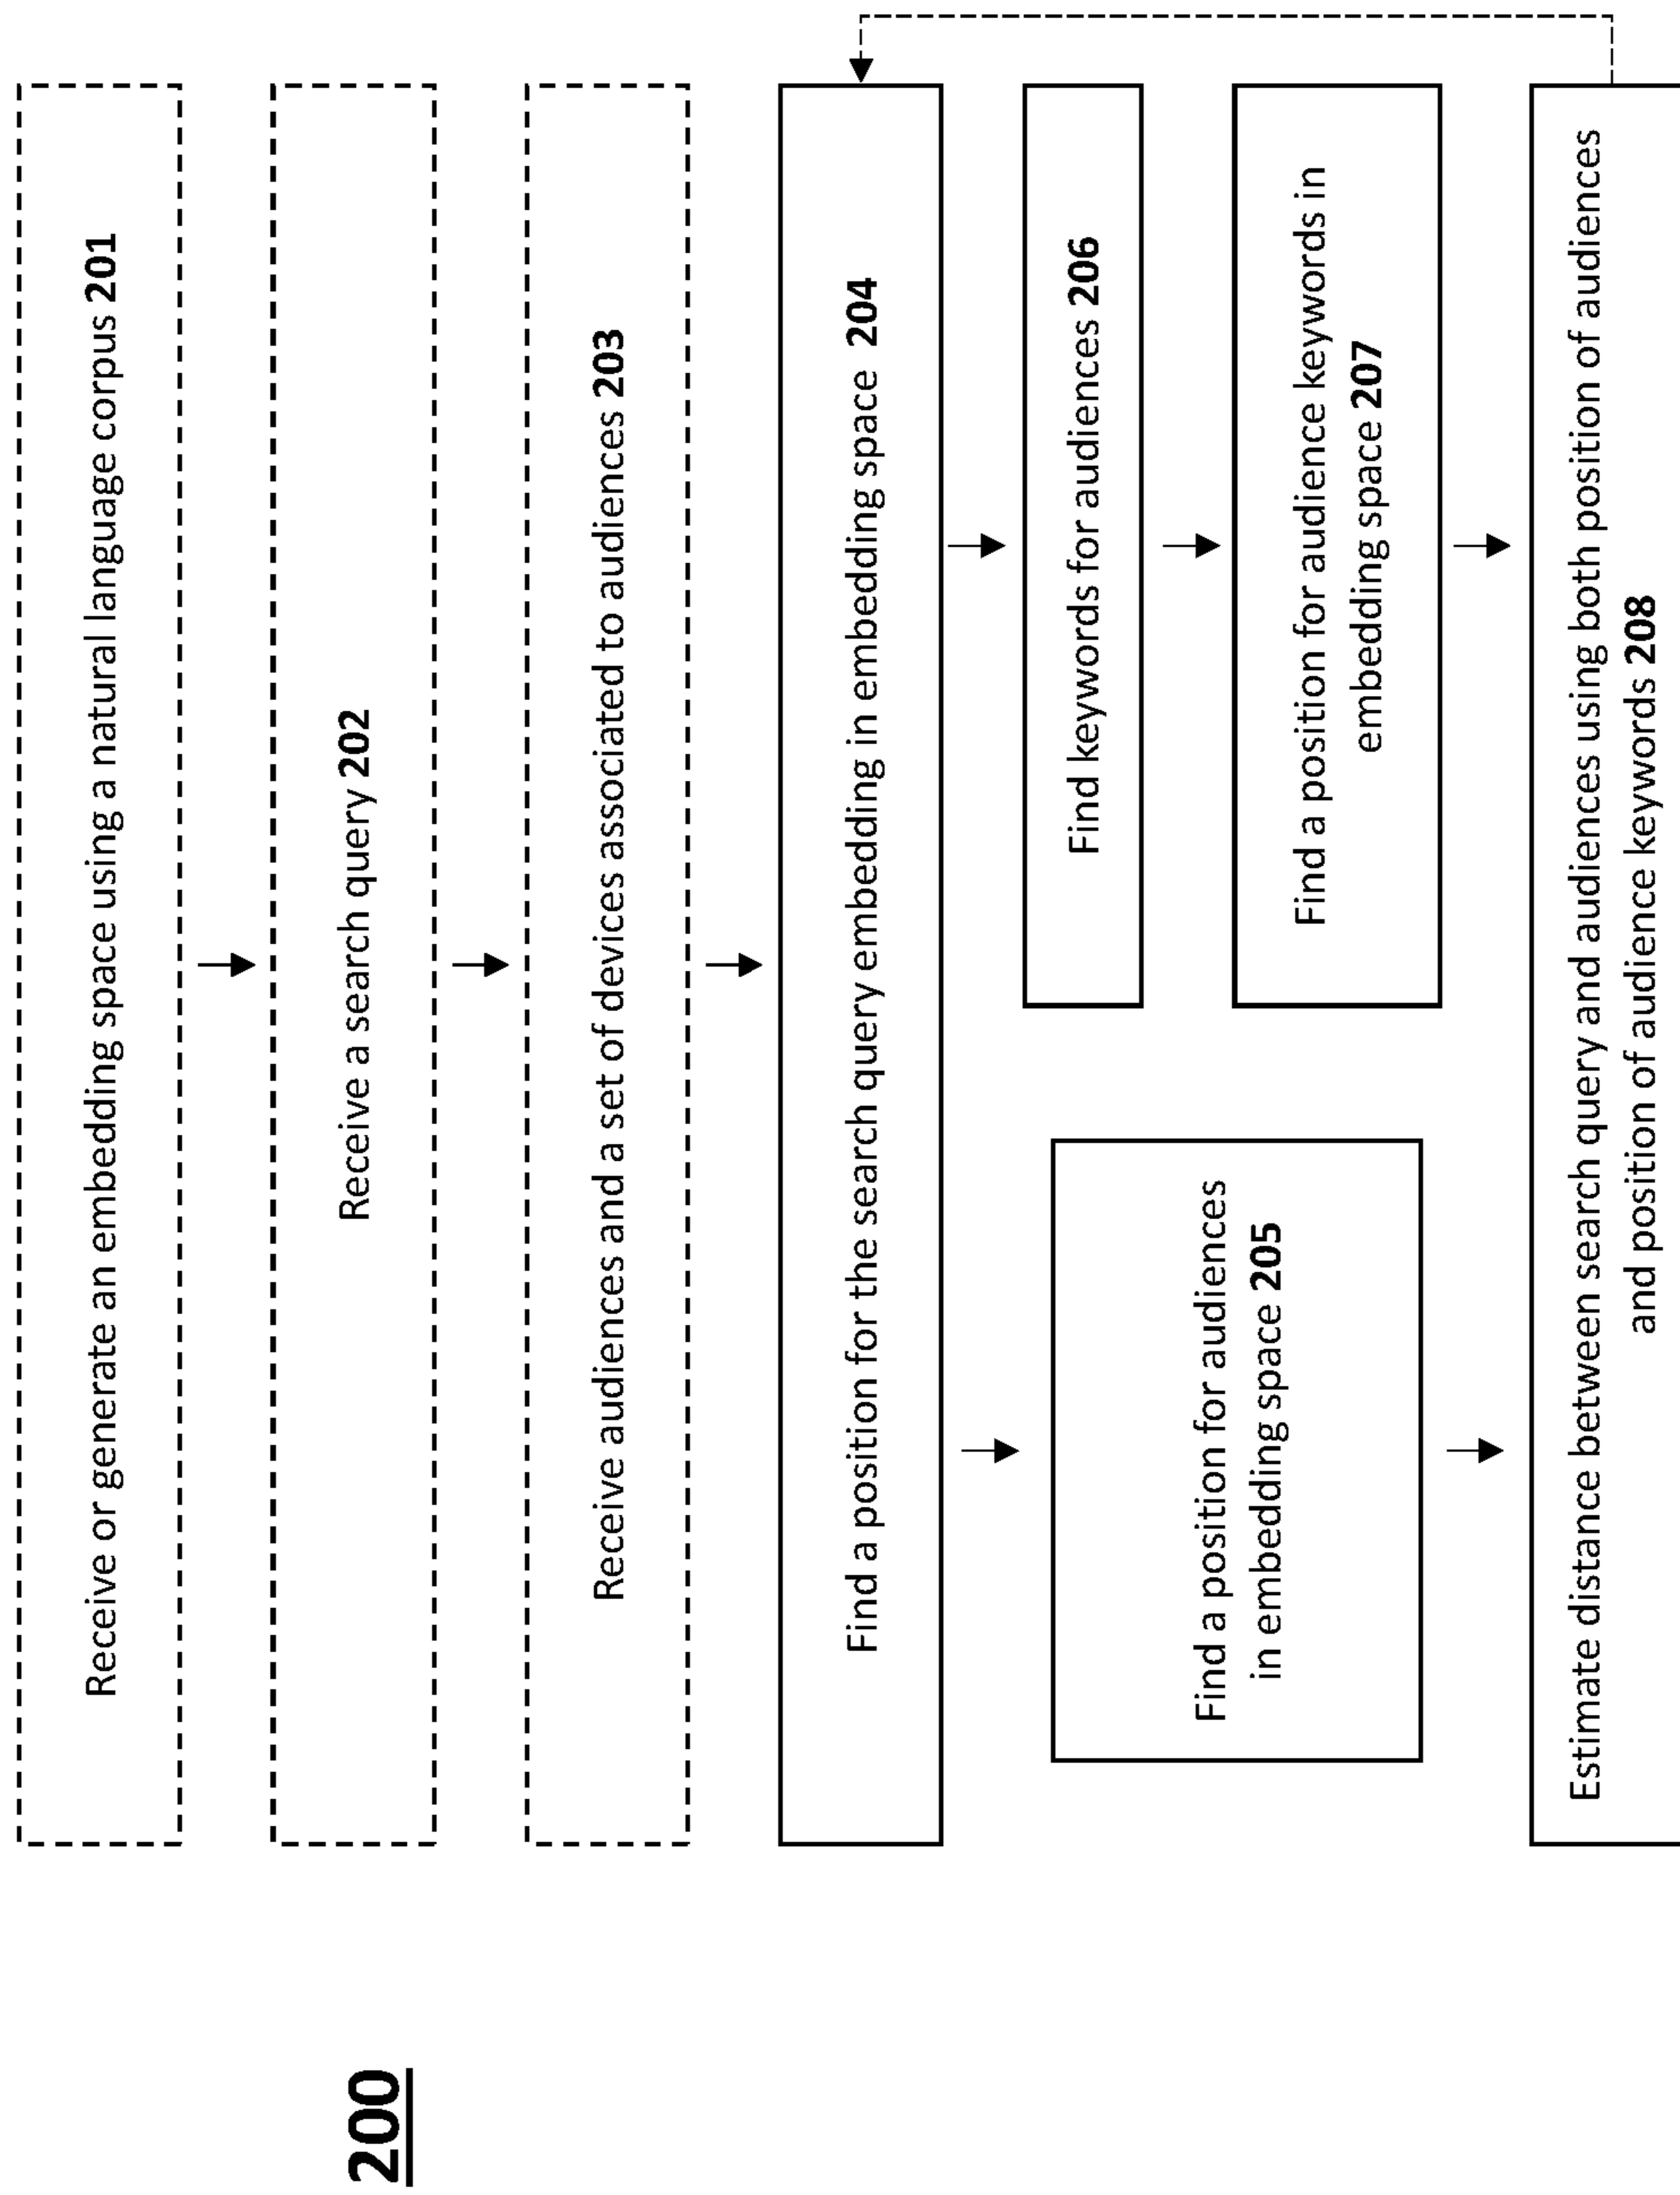 200
Receive or generate an embedding space using a natural language corpus 201
Receive a search query 202
Receive audiences and a set of devices associated to audiences 203
Find a position for the search query embedding in embedding space 204
Find a position for audiences
in embedding space 205
Find keywords for audiences 206
Find a position for audience keywords in
embedding space 207
Estimate distance between search query and audiences using both position of audiences
and position of audience keywords 208